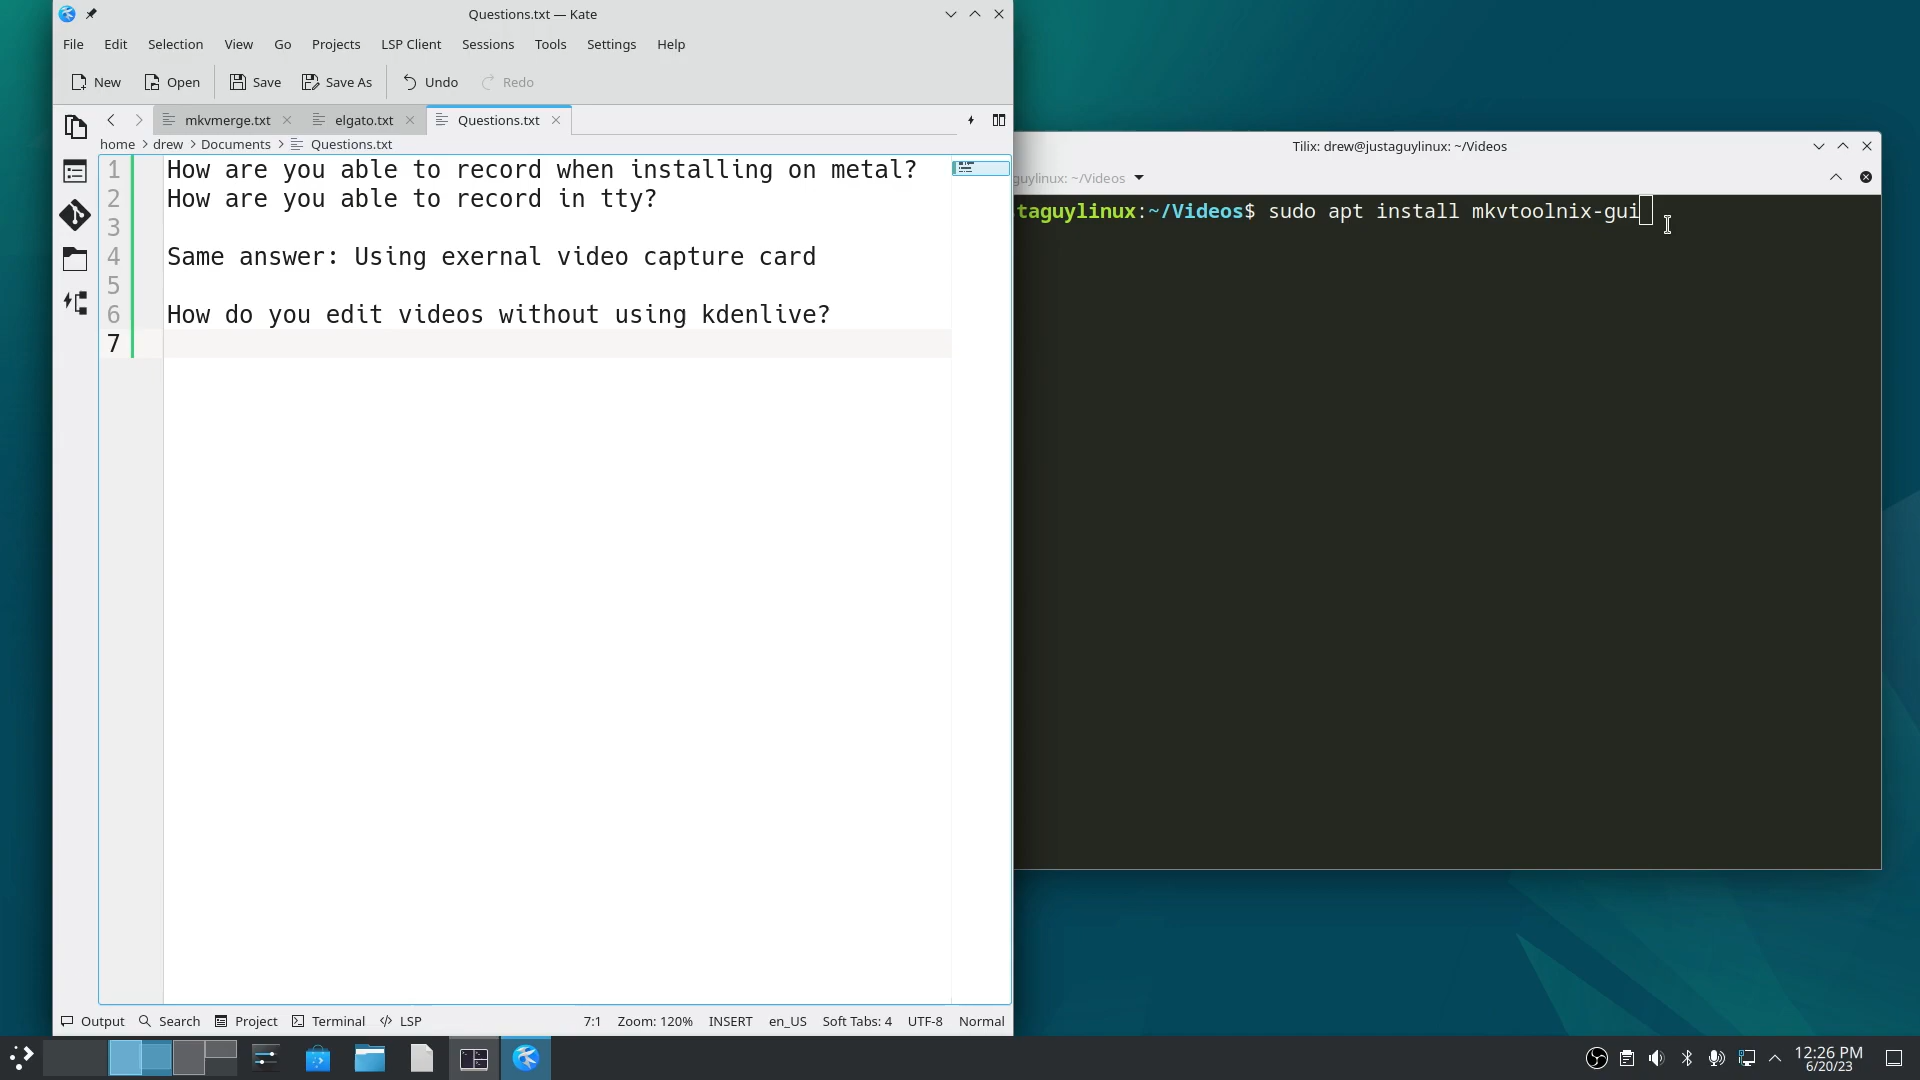 Questions.txt — Kate
File Edit Selection View Go Projects LSP Client Sessions Tools Settings Help
New Open Save Save As Undo Redo
mkvmerge.txt elgato.txt Questions.txt
home > drew > Documents > Questions.txt
1 How are you able to record when installing on metal?
2 How are you able to record in tty?
3
4 Same answer: Using exernal video capture card
5
6 How do you edit videos without using kdenlive?
7
Output Search Project Terminal LSP 7:1 Zoom: 120% INSERT en_US Soft Tabs: 4 UTF-8 Normal
Tilix: drew@justaguylinux: ~/Videos
guylinux: ~/Videos
taguylinux:~/Videos$ sudo apt install mkvtoolnix-gui
12:26 PM
6/20/23